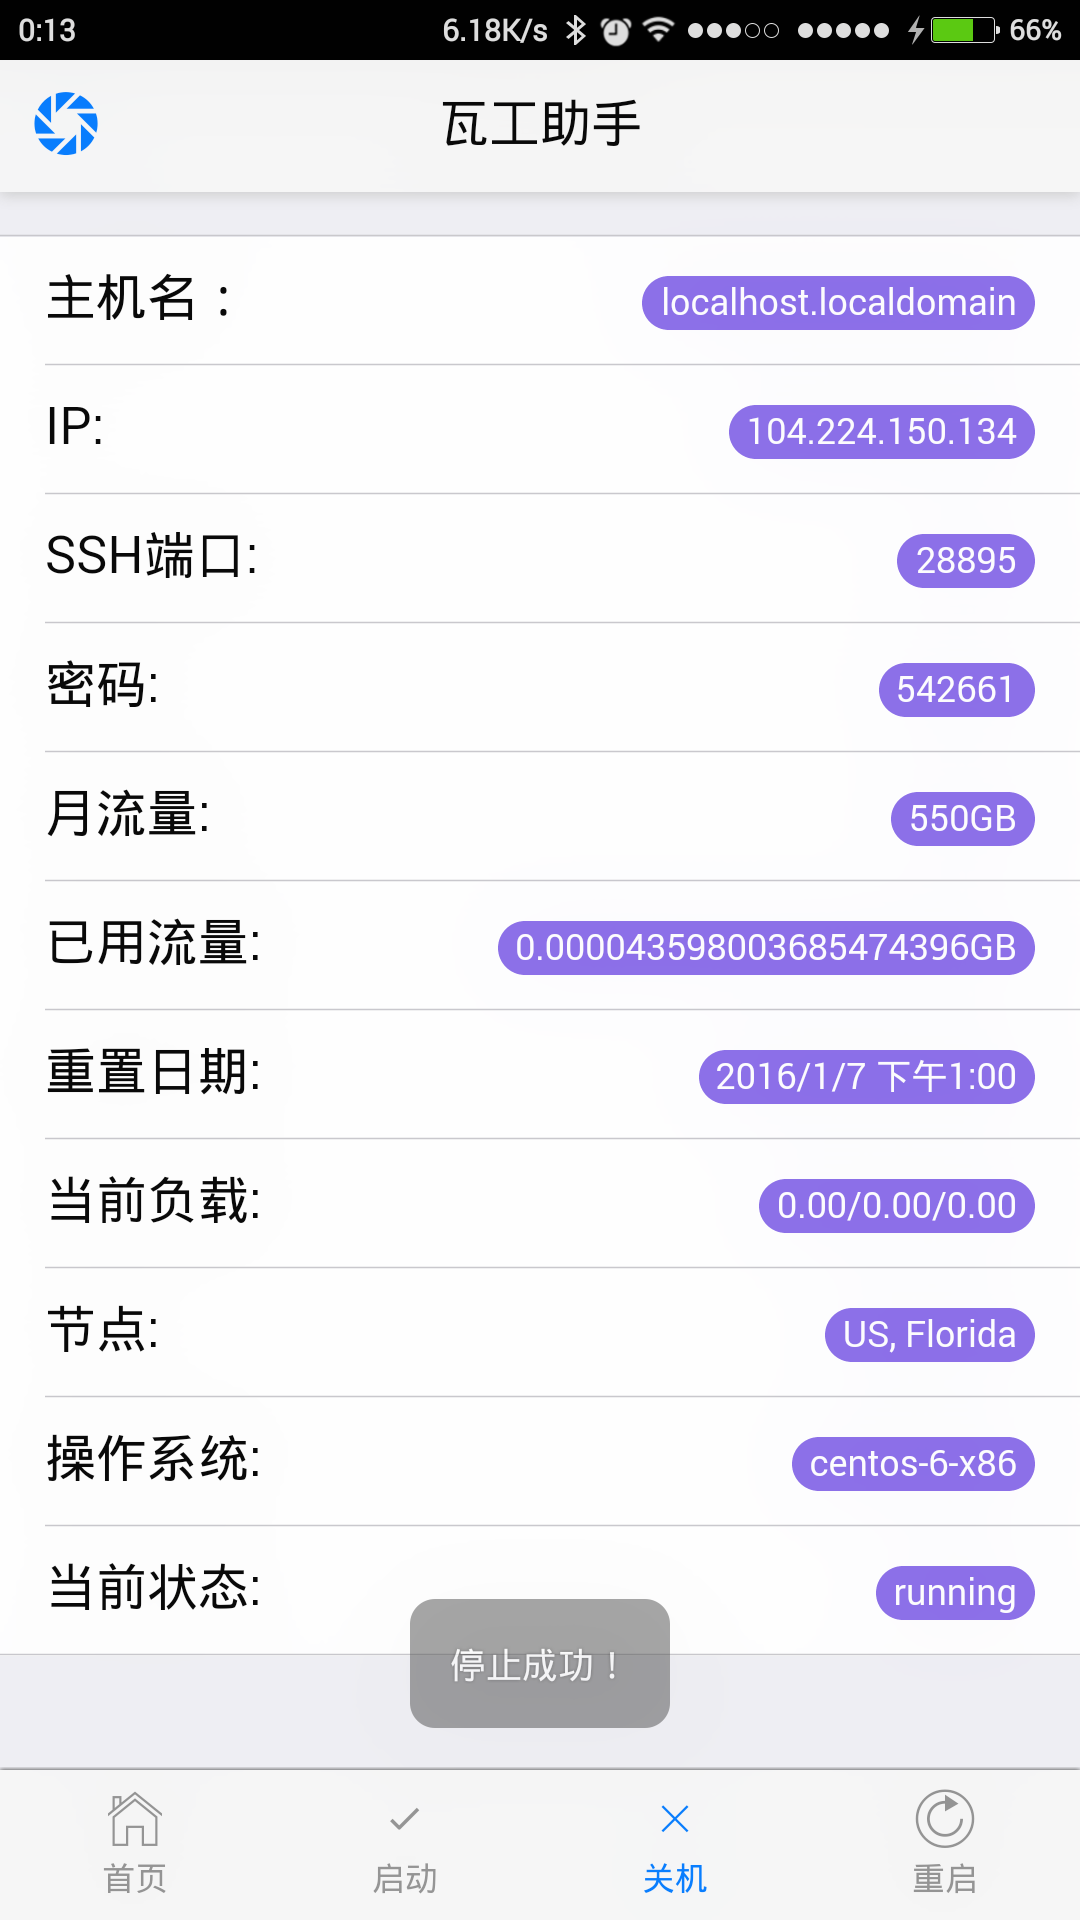 0:13 6.18K/s 66%
瓦工助手
主机名： localhost.localdomain
IP: 104.224.150.134
SSH端口: 28895
密码: 542661
月流量: 550GB
已用流量: 0.000043598003685474396GB
重置日期: 2016/1/7 下午1:00
当前负载: 0.00/0.00/0.00
节点: US, Florida
操作系统: centos-6-x86
当前状态: running
停止成功！
首页 启动 关机 重启